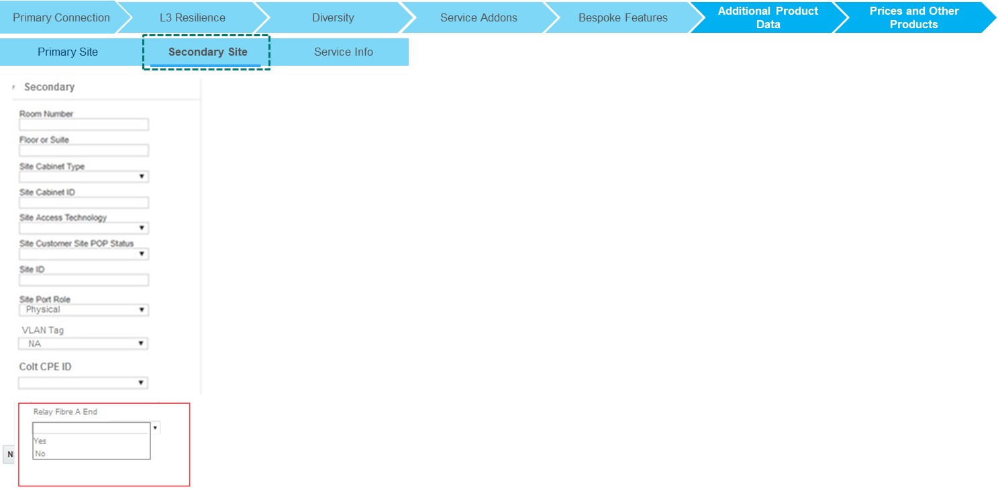 Primary Connection
L3 Resilience
Diversity
Service Addons
Bespoke Features
Additional Product
Data
Prices and Other
Products
Primary Site
Secondary Site
Service Info
Secondary
Room Number
Floor or Suite
Site Cabinet Type
Site Cabinet ID
Site Access Technology
Site Customer Site POP Status
Site ID
Site Port Role
Physical
VLAN Tag
NA
Colt CPE ID
Relay Fibre A End
Yes
No